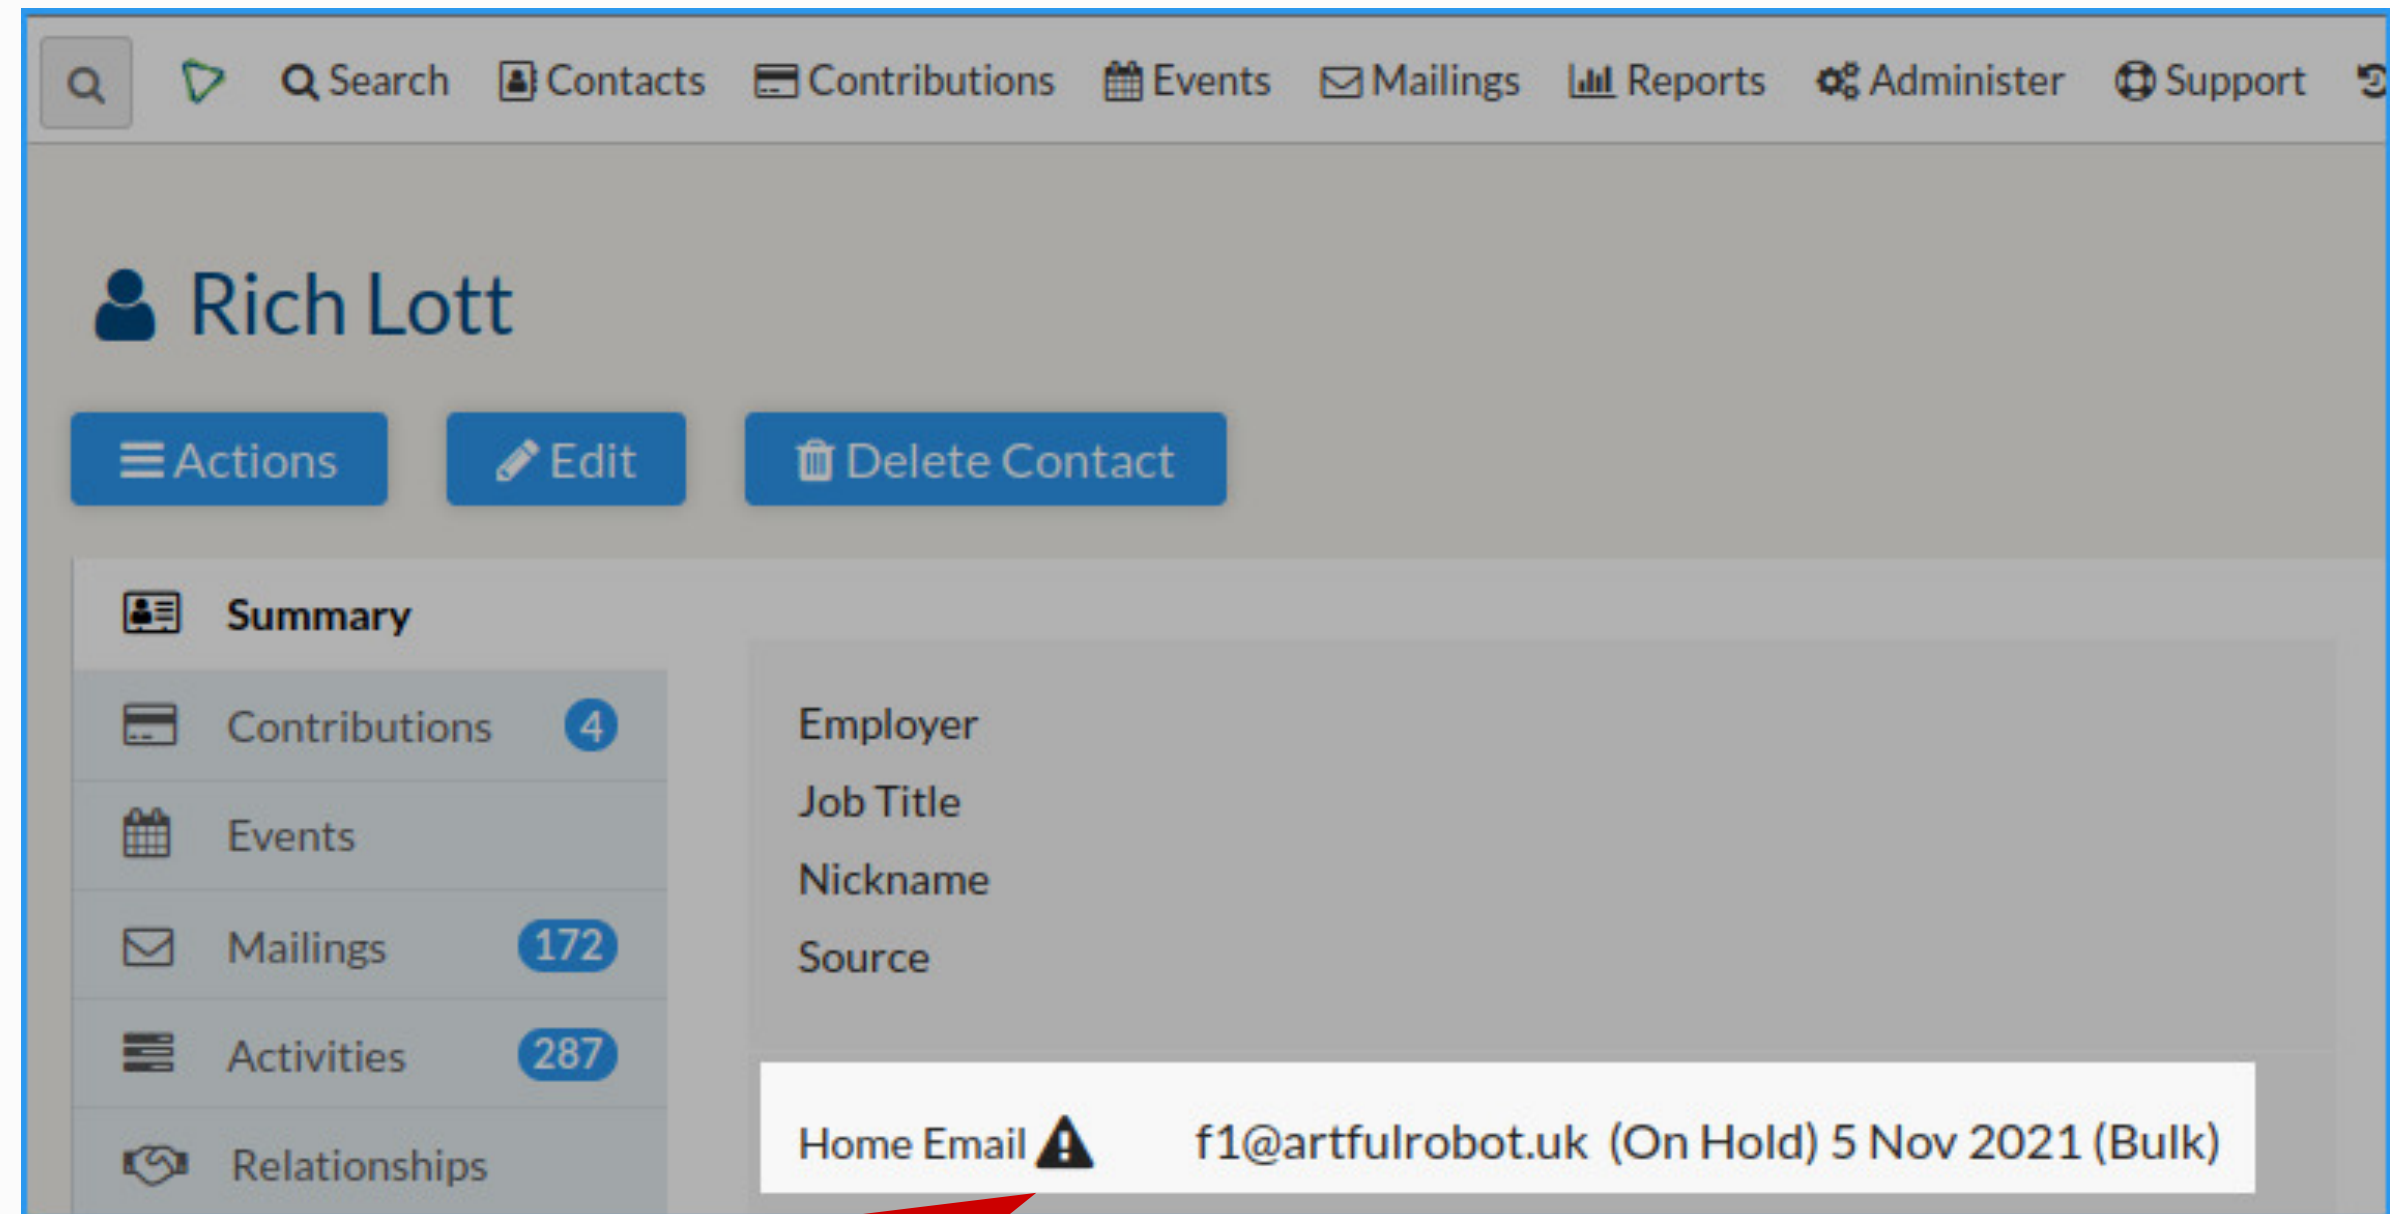 Search Contacts Contributions Events Mailings Reports Administer Support
Rich Lott
Actions Edit Delete Contact
Summary
Contributions 4
Events
Mailings 172
Activities 287
Relationships
Employer
Job Title
Nickname
Source
Home Email f1@artfulrobot.uk (On Hold) 5 Nov 2021 (Bulk)